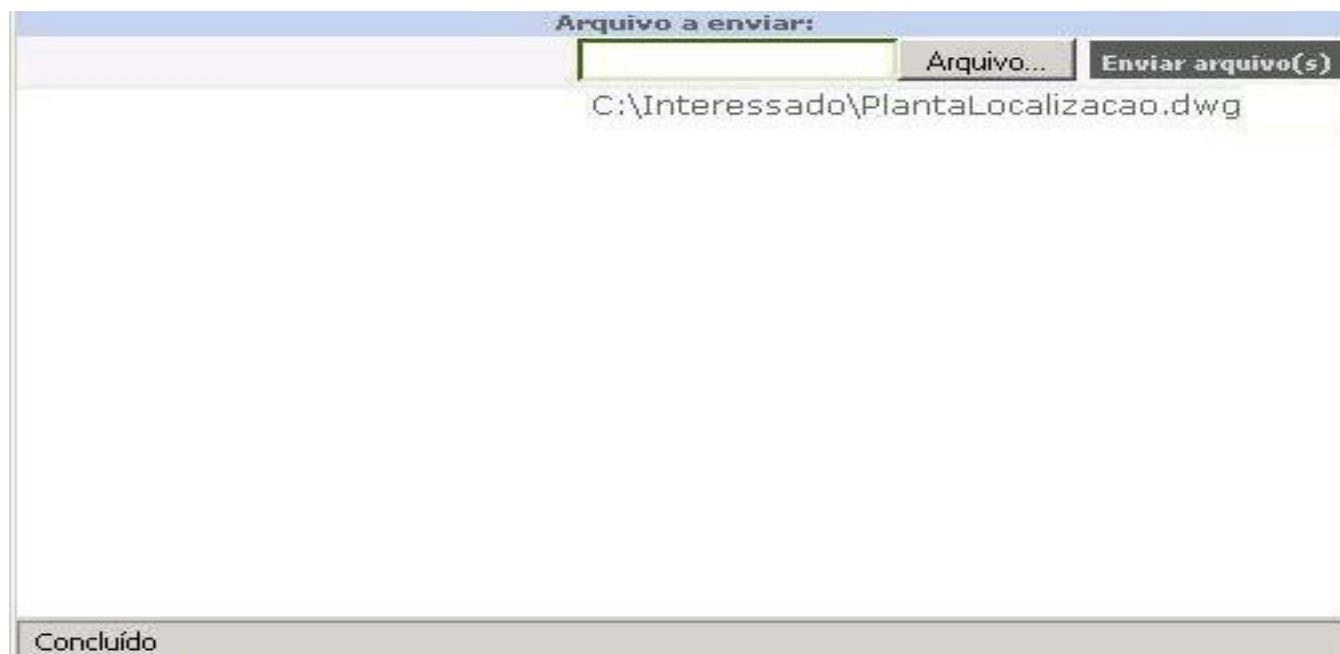 Arquivo a enviar:
Arquivo... Enviar arquivo(s)
C:\Interessado\PlantaLocalizacao.dwg
Concluído